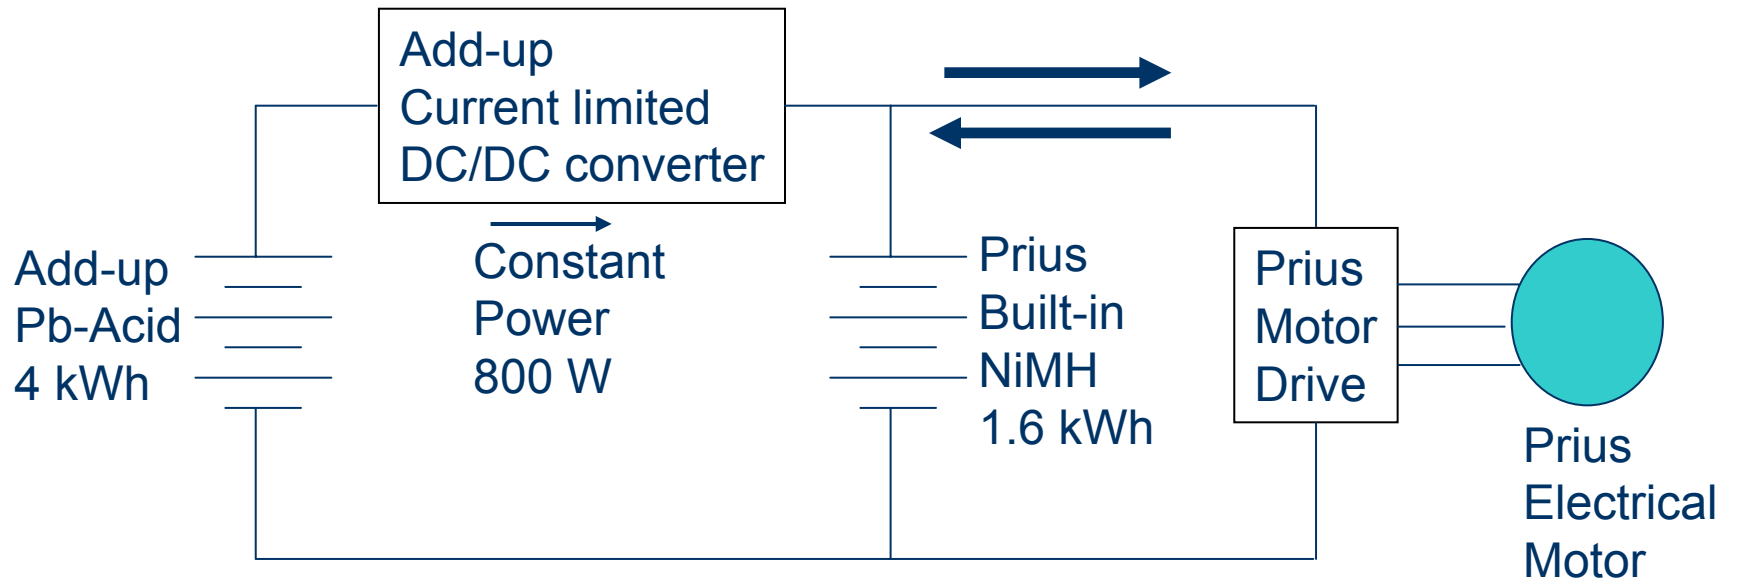 Add-up
Current limited
DC/DC converter
Add-up
Pb-Acid
4 kWh
Constant
Power
800 W
Prius
Built-in
NiMH
1.6 kWh
Prius
Motor
Drive
Prius
Electrical
Motor